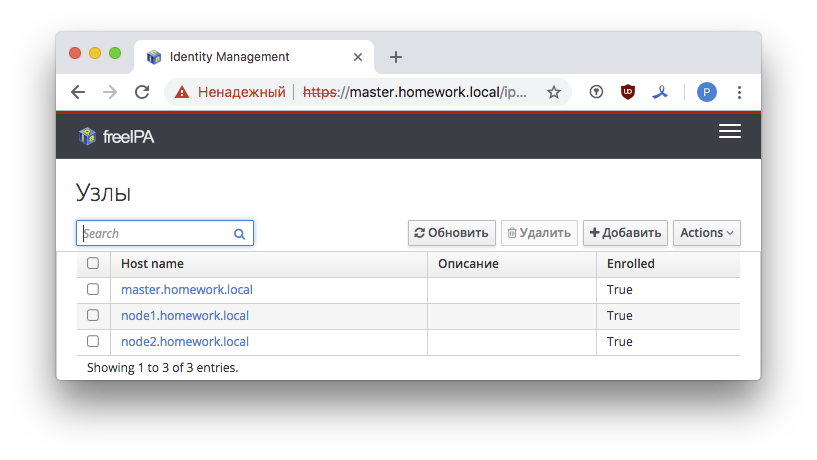 Identity Management
Ненадежный https://master.homework.local/ip...
UD
P
freeIPA
Узлы
Search Обновить Удалить Добавить Actions
Host name Описание Enrolled
master.homework.local True
node1.homework.local True
node2.homework.local True
Showing 1 to 3 of 3 entries.